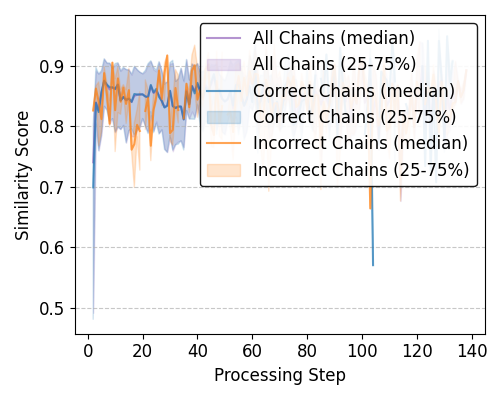 All Chains (median)
All Chains (25-75%)
Correct Chains (median)
Correct Chains (25-75%)
Incorrect Chains (median)
Incorrect Chains (25-75%)
Similarity Score
0.9
0.8
0.7
0.6
0.5
0 20 40 60 80 100 120 140
Processing Step